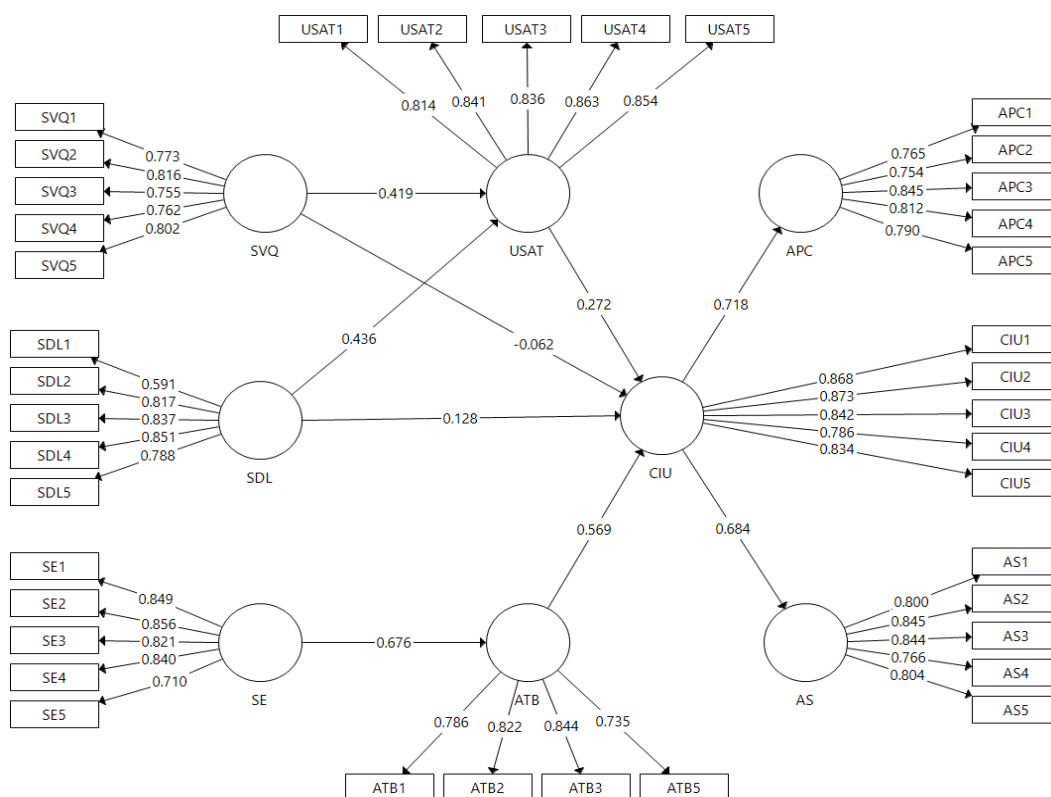 USAT1 USAT2 USAT3 USAT4 USAT5
0.814 0.841 0.836 0.863 0.854
SVQ1
SVQ2
SVQ3
SVQ4
SVQ5
0.773
0.816
0.755
0.762
0.802
SVQ
0.419
USAT
APC
0.765
0.754
0.845
0.812
0.790
APC1
APC2
APC3
APC4
APC5
0.436
-0.062
0.272
0.718
SDL1
SDL2
SDL3
SDL4
SDL5
0.591
0.817
0.837
0.851
0.788
SDL
0.128
CIU
0.868
0.873
0.842
0.786
0.834
CIU1
CIU2
CIU3
CIU4
CIU5
0.569
0.684
SE1
SE2
SE3
SE4
SE5
0.849
0.856
0.821
0.840
0.710
SE
0.676
ATB
AS
0.800
0.845
0.844
0.766
0.804
AS1
AS2
AS3
AS4
AS5
0.786 0.822 0.844 0.735
ATB1 ATB2 ATB3 ATB5